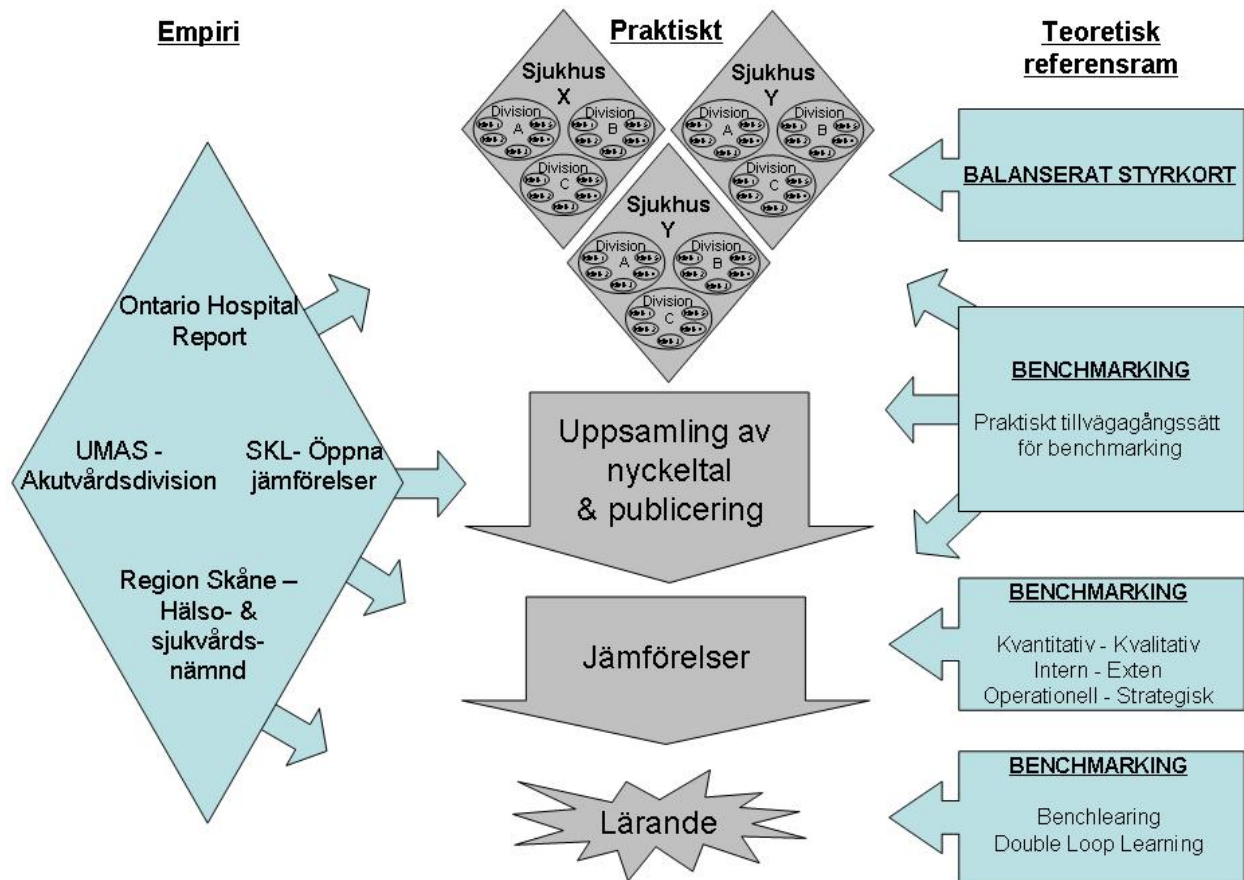 Empiri
Praktiskt
Teoretisk
referensram
Ontario Hospital
Report
UMAS -
Akutvårdsdivision
SKL- Öppna
jämförelser
Region Skåne –
Hälso- &
sjukvårds-
nämnd
Sjukhus
X
Division
A
Division
B
Division
C
Sjukhus
Y
Division
A
Division
B
Division
C
Sjukhus
Y
Division
A
Division
B
Division
C
Uppsamling av
nyckeltal
& publicering
Jämförelser
Lärande
BALANSERAT STYRKORT
BENCHMARKING
Praktiskt tillvägagångssätt
för benchmarking
BENCHMARKING
Kvantitativ - Kvalitativ
Intern - Exten
Operationell - Strategisk
BENCHMARKING
Benchlearing
Double Loop Learning